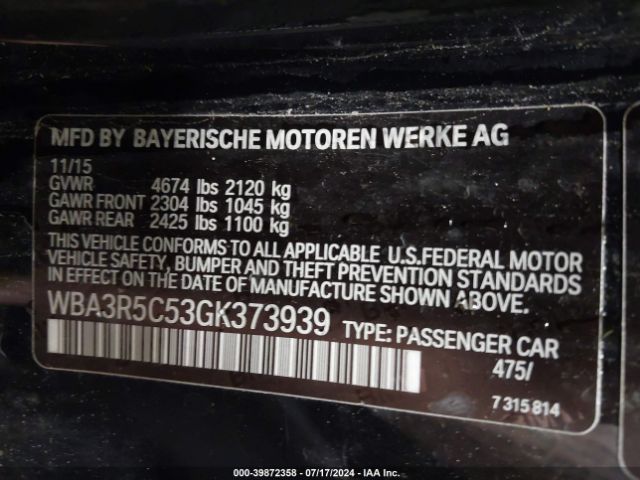 MFD BY BAYERISCHE MOTOREN WERKE AG
11/15
GVWR 4674 lbs 2120 kg
GAWR FRONT 2304 lbs 1045 kg
GAWR REAR 2425 lbs 1100 kg
THIS VEHICLE CONFORMS TO ALL APPLICABLE U.S.FEDERAL MOTOR
VEHICLE SAFETY, BUMPER AND THEFT PREVENTION STANDARDS
IN EFFECT ON THE DATE OF MANUFACTURE SHOWN ABOVE.
WBA3R5C53GK373939 TYPE: PASSENGER CAR
475/
7 315 814
000-39872358 - 07/17/2024 - IAA Inc.